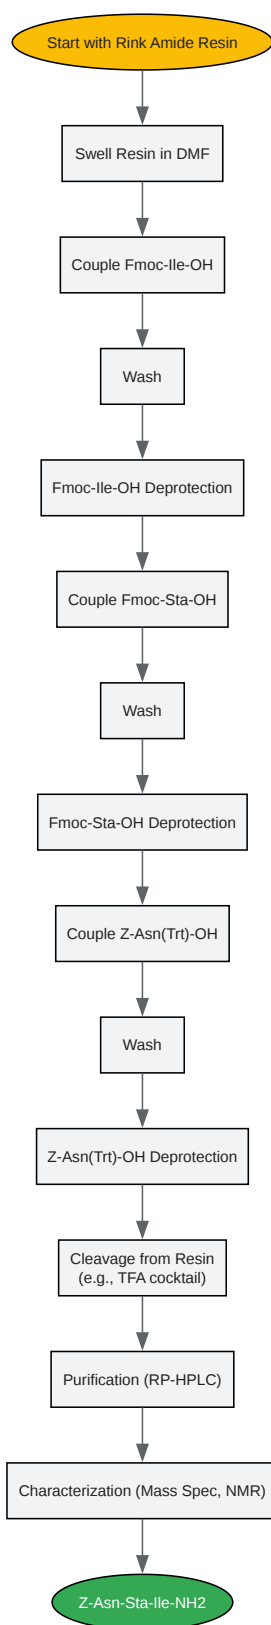 Start with Rink Amide Resin
Swell Resin in DMF
Couple Fmoc-Ile-OH
Wash
Fmoc-Ile-OH Deprotection
Couple Fmoc-Sta-OH
Wash
Fmoc-Sta-OH Deprotection
Couple Z-Asn(Trt)-OH
Wash
Z-Asn(Trt)-OH Deprotection
Cleavage from Resin
(e.g., TFA cocktail)
Purification (RP-HPLC)
Characterization (Mass Spec, NMR)
Z-Asn-Sta-Ile-NH2